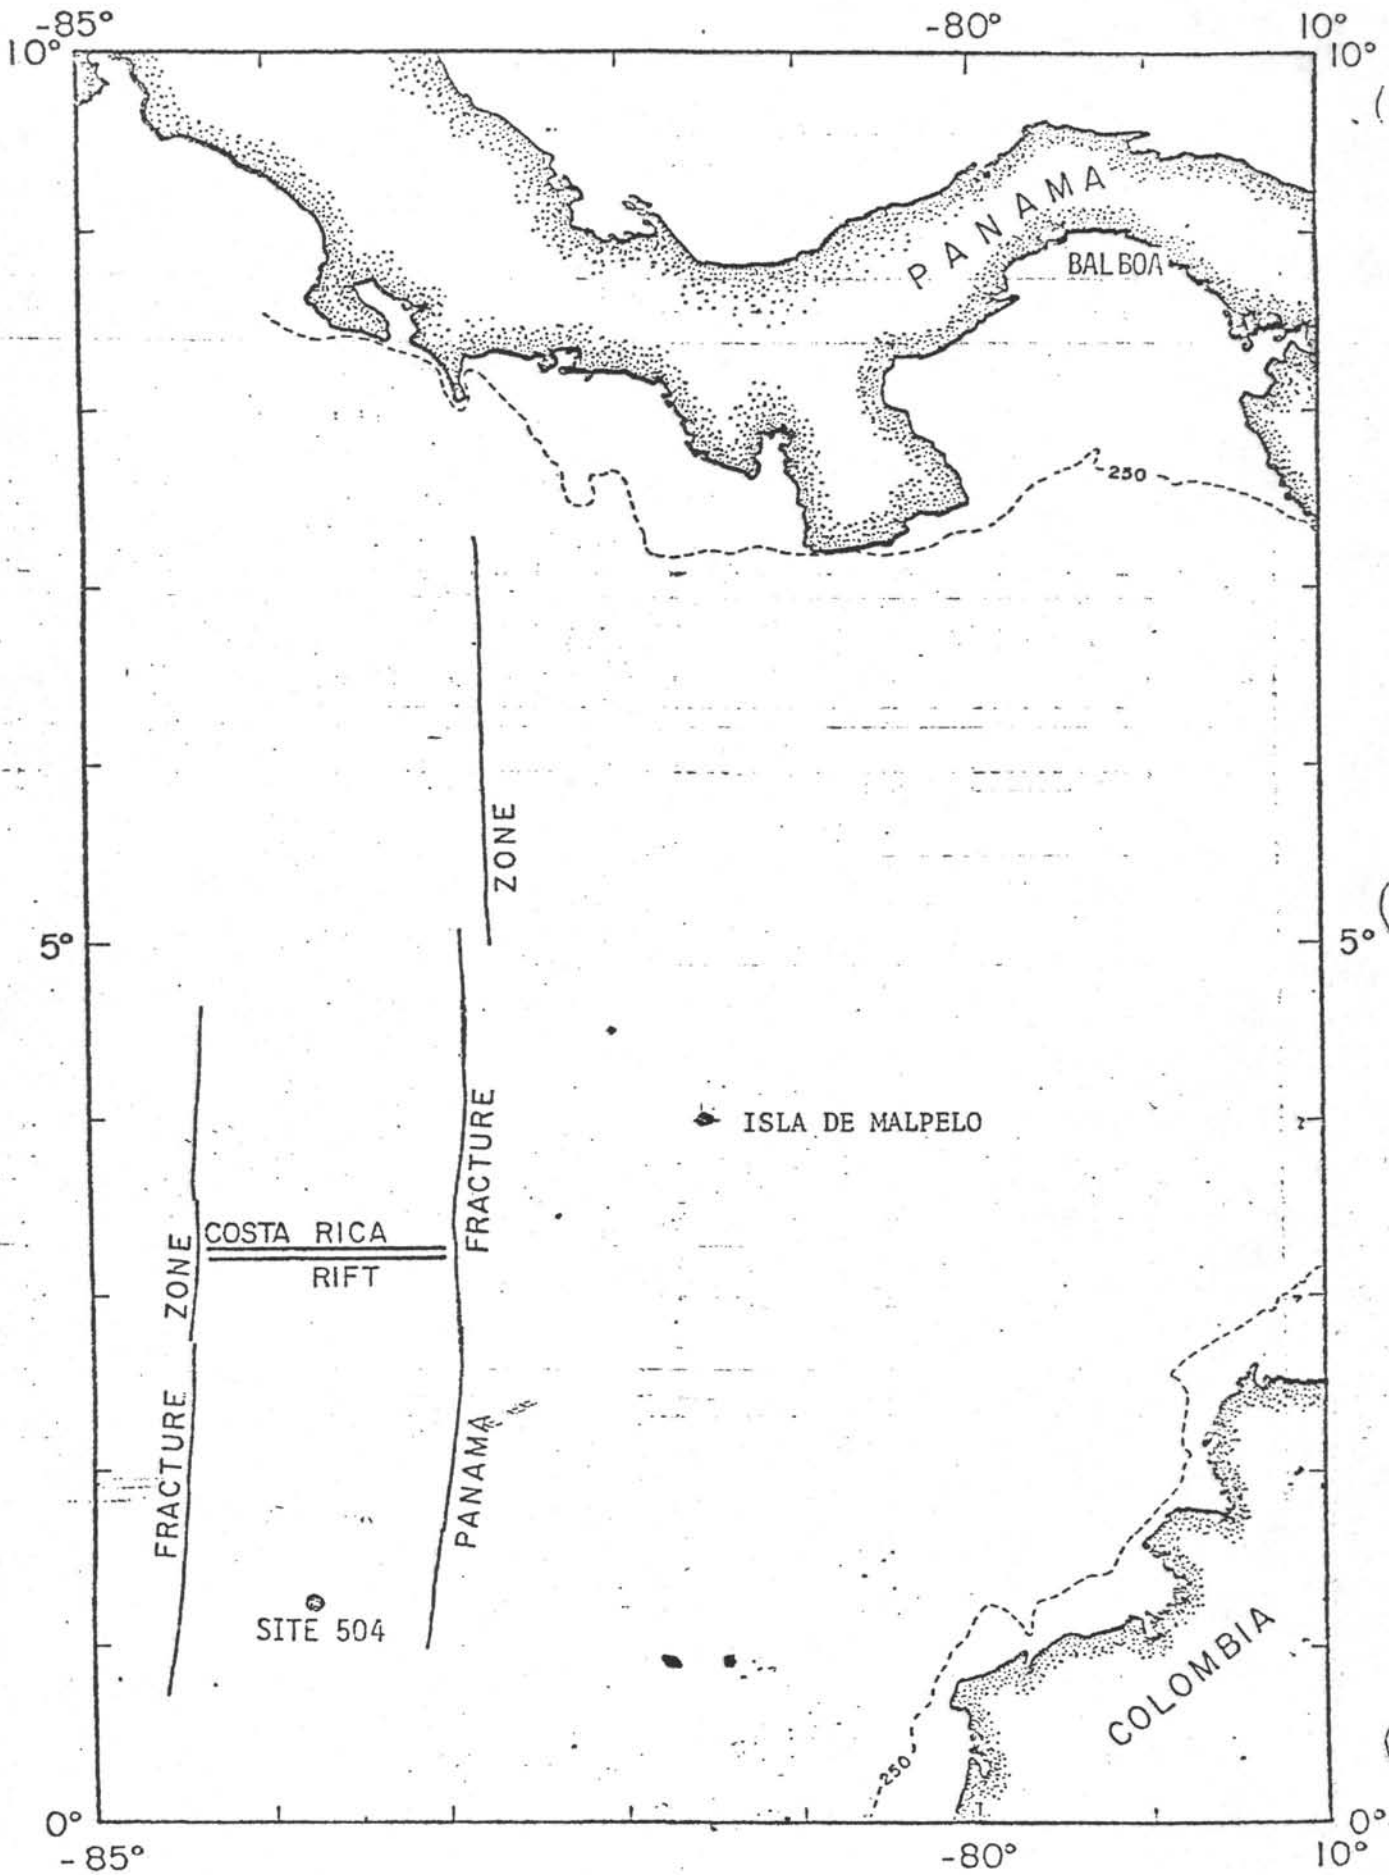 -85°
-80°
10°
10°
10°
PANAMA
BALBOA
250
ZONE
5°
5°
ISLA DE MALPELO
FRACTURE
COSTA RICA
RIFT
ZONE
FRACTURE
PANAMA
SITE 504
COLOMBIA
250
0°
0°
-85°
-80°
10°